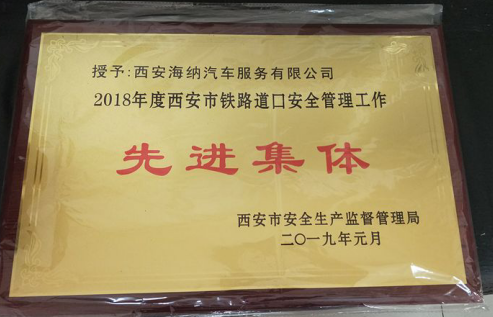 授予:西安海纳汽车服务有限公司
2018年度西安市铁路道口安全管理工作
先进集体
西安市安全生产监督管理局
二〇一九年元月